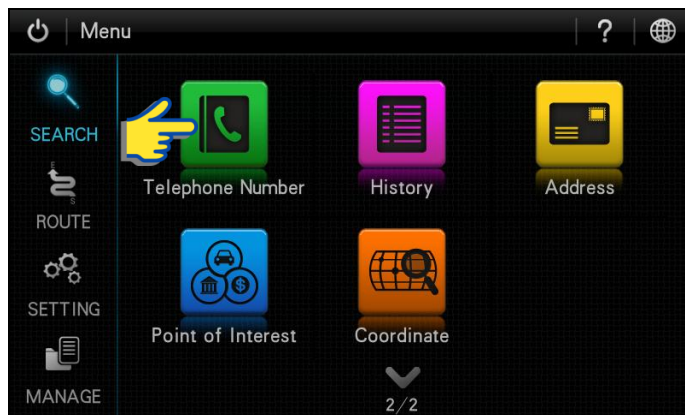 Menu
?
SEARCH
ROUTE
SETTING
MANAGE
Telephone Number
History
Address
Point of Interest
Coordinate
2/2